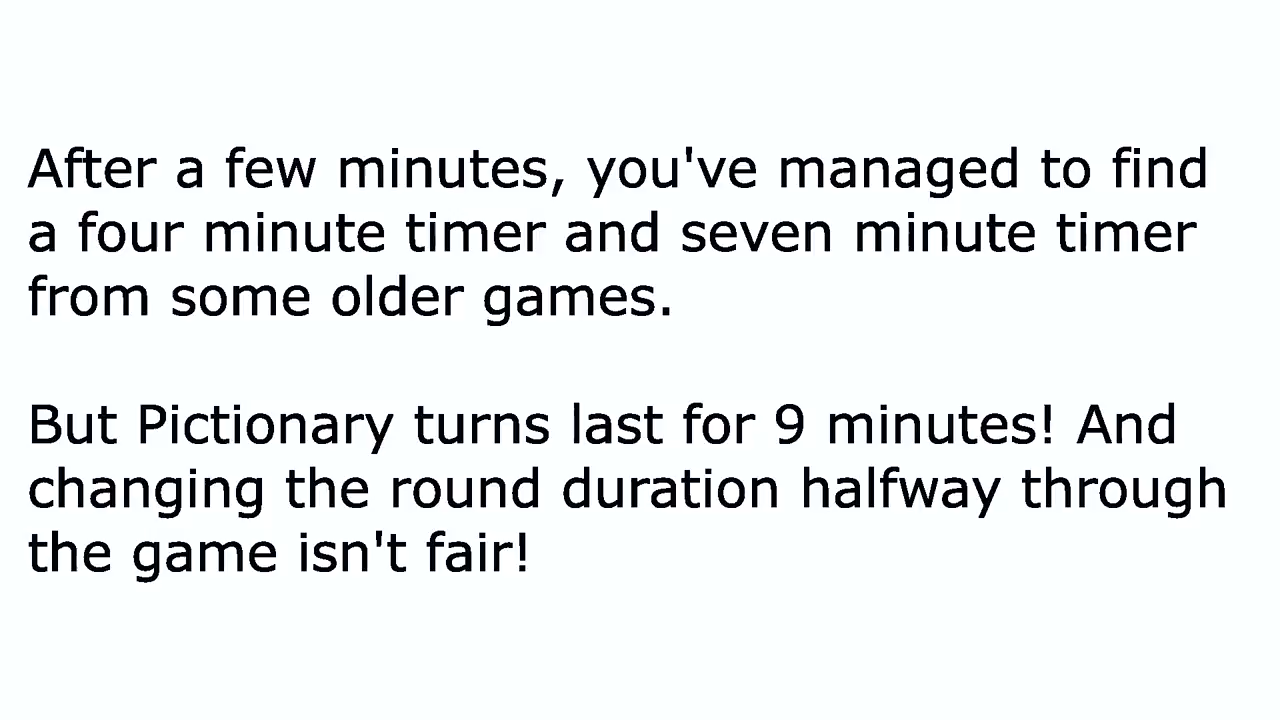 After a few minutes, you've managed to find
a four minute timer and seven minute timer
from some older games.
But Pictionary turns last for 9 minutes! And
changing the round duration halfway through
the game isn't fair!